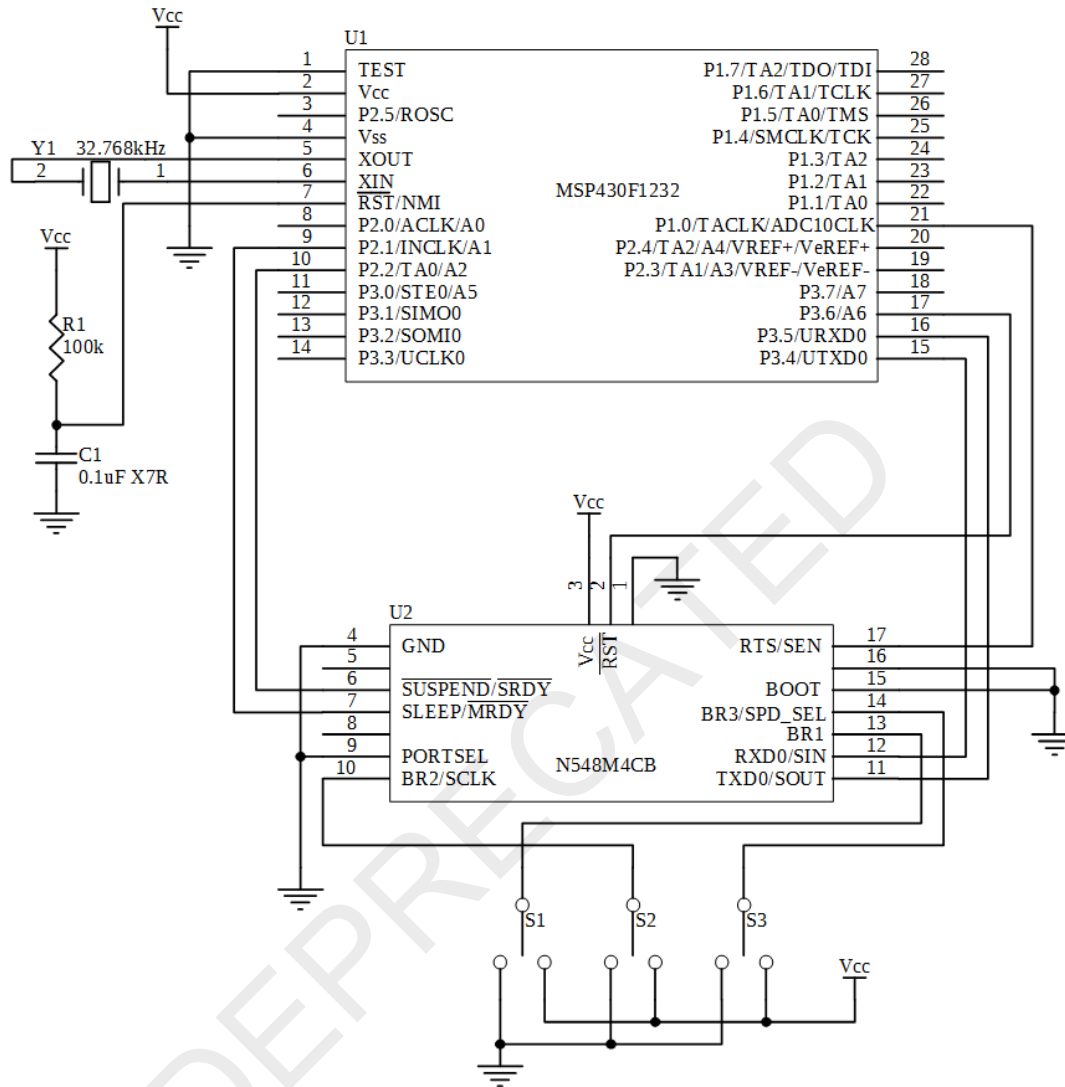 Vcc
U1
1 TEST
2 Vcc
3 P2.5/ROSC
4 Vss
5 XOUT
6 XIN
7 RST/NMI
8 P2.0/ACLK/A0
9 P2.1/INCLK/A1
10 P2.2/TA0/A2
11 P3.0/STE0/A5
12 P3.1/SIMO0
13 P3.2/SOMI0
14 P3.3/UCLK0
MSP430F1232
P1.7/TA2/TDO/TDI 28
P1.6/TA1/TCLK 27
P1.5/TA0/TMS 26
P1.4/SMCLK/TCK 25
P1.3/TA2 24
P1.2/TA1 23
P1.1/TA0 22
P1.0/TACLK/ADC10CLK 21
P2.4/TA2/A4/VREF+/VeREF+ 20
P2.3/TA1/A3/VREF-/VeREF- 19
P3.7/A7 18
P3.6/A6 17
P3.5/URXD0 16
P3.4/UTXD0 15
Y1 32.768kHz
2 1
Vcc
R1
100k
C1
0.1uF X7R
DEPRECATED
Vcc
3 2 1
U2
Vcc RST
4 GND
5
6 SUSPEND/SRDY
7 SLEEP/MRDY
8
9 PORTSEL
10 BR2/SCLK
N548M4CB
RTS/SEN 17
16
BOOT 15
BR3/SPD_SEL 14
BR1 13
RXD0/SIN 12
TXD0/SOUT 11
S1 S2 S3
Vcc